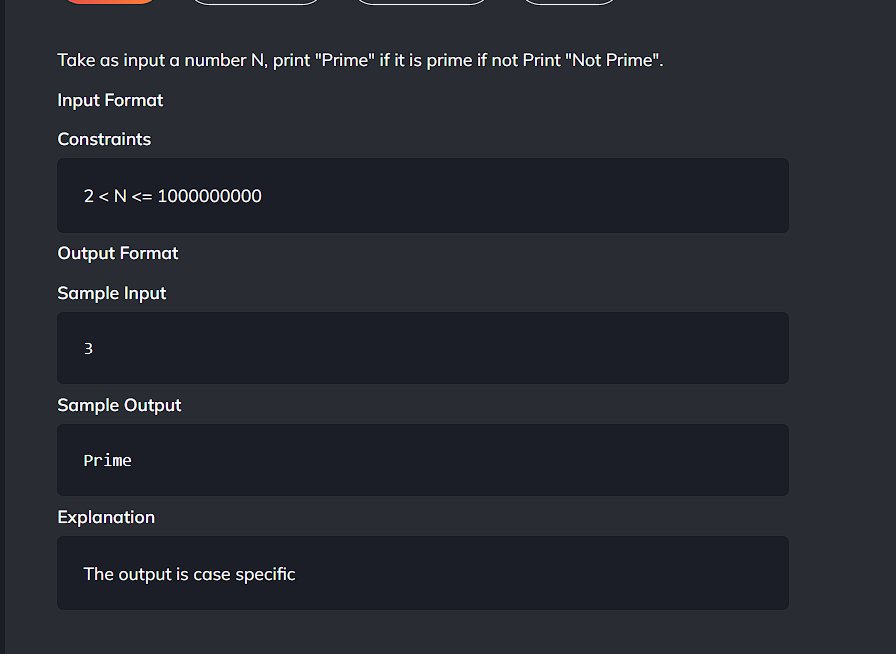 Take as input a number N, print "Prime" if it is prime if not Print "Not Prime".
Input Format
Constraints
2 < N <= 1000000000
Output Format
Sample Input
3
Sample Output
Prime
Explanation
The output is case specific